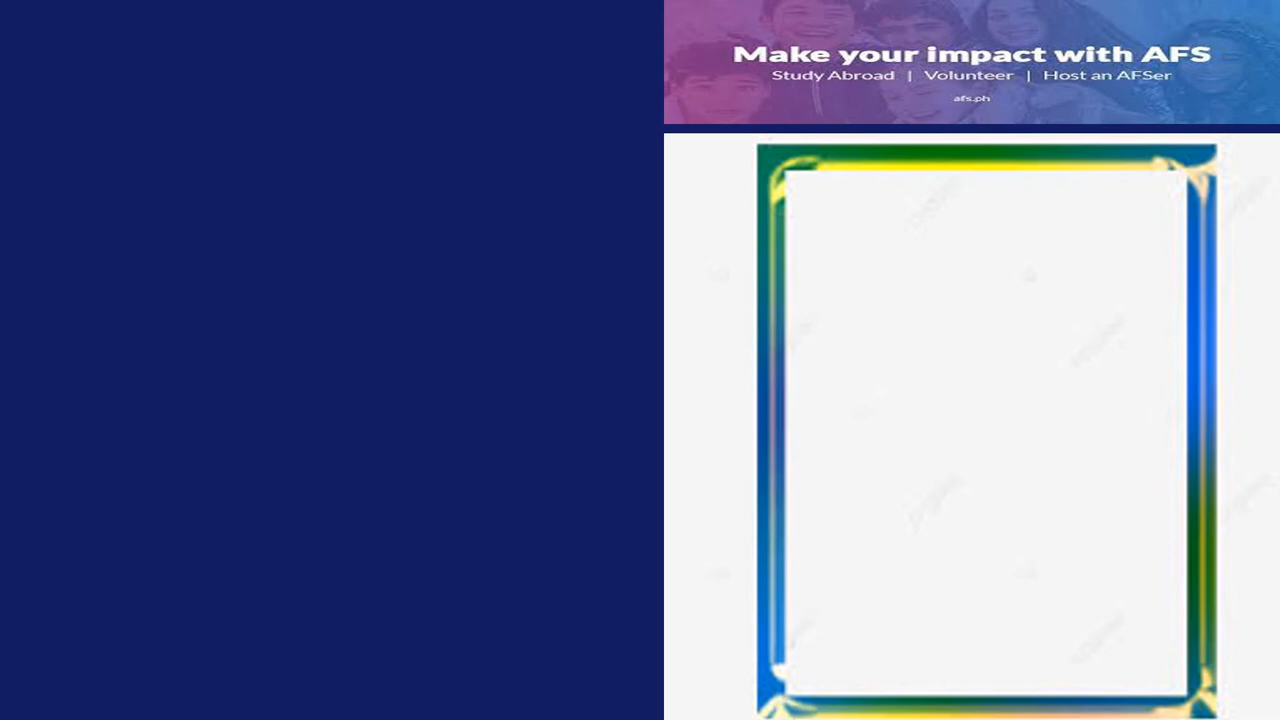 Make your impact with AFS
Study Abroad | Volunteer | Host an AFSer
afs.ph